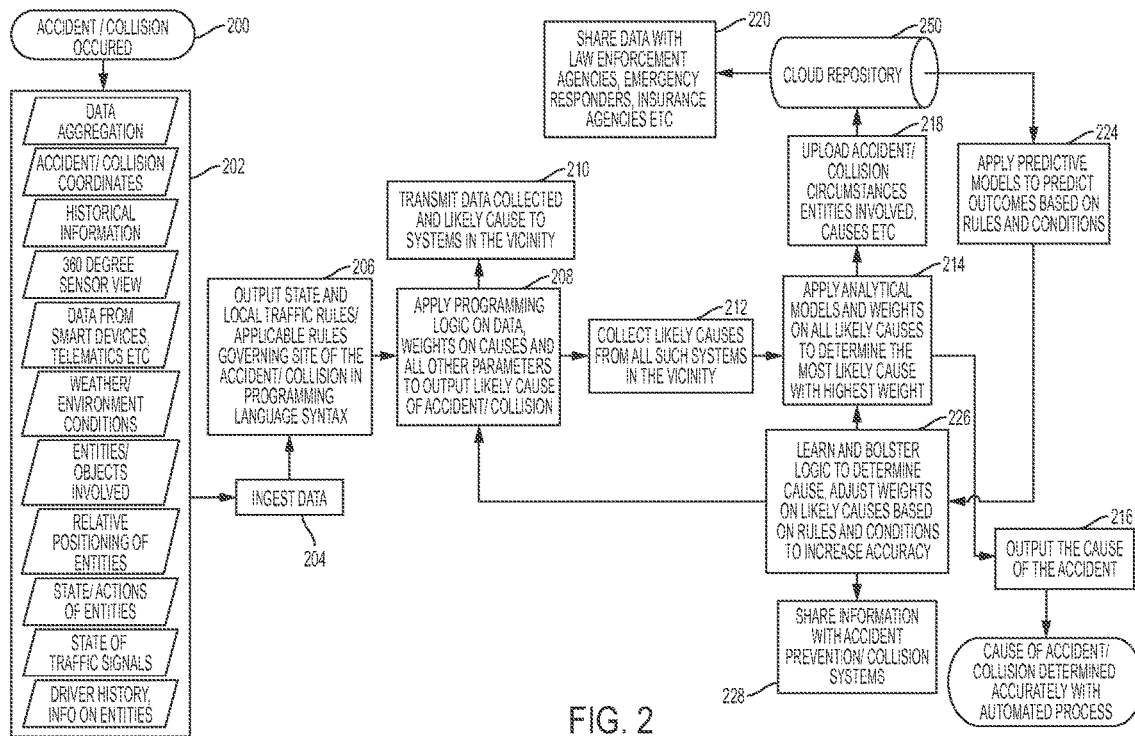 ACCIDENT / COLLISION
OCCURED
200
DATA
AGGREGATION
ACCIDENT/ COLLISION
COORDINATES
202
HISTORICAL
INFORMATION
360 DEGREE
SENSOR VIEW
DATA FROM
SMART DEVICES,
TELEMATICS ETC
WEATHER/
ENVIRONMENT
CONDITIONS
ENTITIES/
OBJECTS
INVOLVED
RELATIVE
POSITIONING OF
ENTITIES
STATE/ ACTIONS
OF ENTITIES
STATE OF
TRAFFIC SIGNALS
DRIVER HISTORY,
INFO ON ENTITIES
INGEST DATA
204
206
OUTPUT STATE AND
LOCAL TRAFFIC RULES/
APPLICABLE RULES
GOVERNING SITE OF THE
ACCIDENT/ COLLISION IN
PROGRAMMING
LANGUAGE SYNTAX
210
TRANSMIT DATA COLLECTED
AND LIKELY CAUSE TO
SYSTEMS IN THE VICINITY
208
APPLY PROGRAMMING
LOGIC ON DATA,
WEIGHTS ON CAUSES AND
ALL OTHER PARAMETERS
TO OUTPUT LIKELY CAUSE
OF ACCIDENT/ COLLISION
212
COLLECT LIKELY CAUSES
FROM ALL SUCH SYSTEMS
IN THE VICINITY
220
SHARE DATA WITH
LAW ENFORCEMENT
AGENCIES, EMERGENCY
RESPONDERS, INSURANCE
AGENCIES ETC
250
CLOUD REPOSITORY
218
UPLOAD ACCIDENT/
COLLISION
CIRCUMSTANCES
ENTITIES INVOLVED,
CAUSES ETC
224
APPLY PREDICTIVE
MODELS TO PREDICT
OUTCOMES BASED ON
RULES AND CONDITIONS
214
APPLY ANALYTICAL
MODELS AND WEIGHTS
ON ALL LIKELY CAUSES
TO DETERMINE THE
MOST LIKELY CAUSE
WITH HIGHEST WEIGHT
226
LEARN AND BOLSTER
LOGIC TO DETERMINE
CAUSE, ADJUST WEIGHTS
ON LIKELY CAUSES BASED
ON RULES AND CONDITIONS
TO INCREASE ACCURACY
216
OUTPUT THE CAUSE
OF THE ACCIDENT
SHARE INFORMATION
WITH ACCIDENT
PREVENTION/ COLLISION
SYSTEMS
228
CAUSE OF ACCIDENT/
COLLISION DETERMINED
ACCURATELY WITH
AUTOMATED PROCESS
FIG. 2